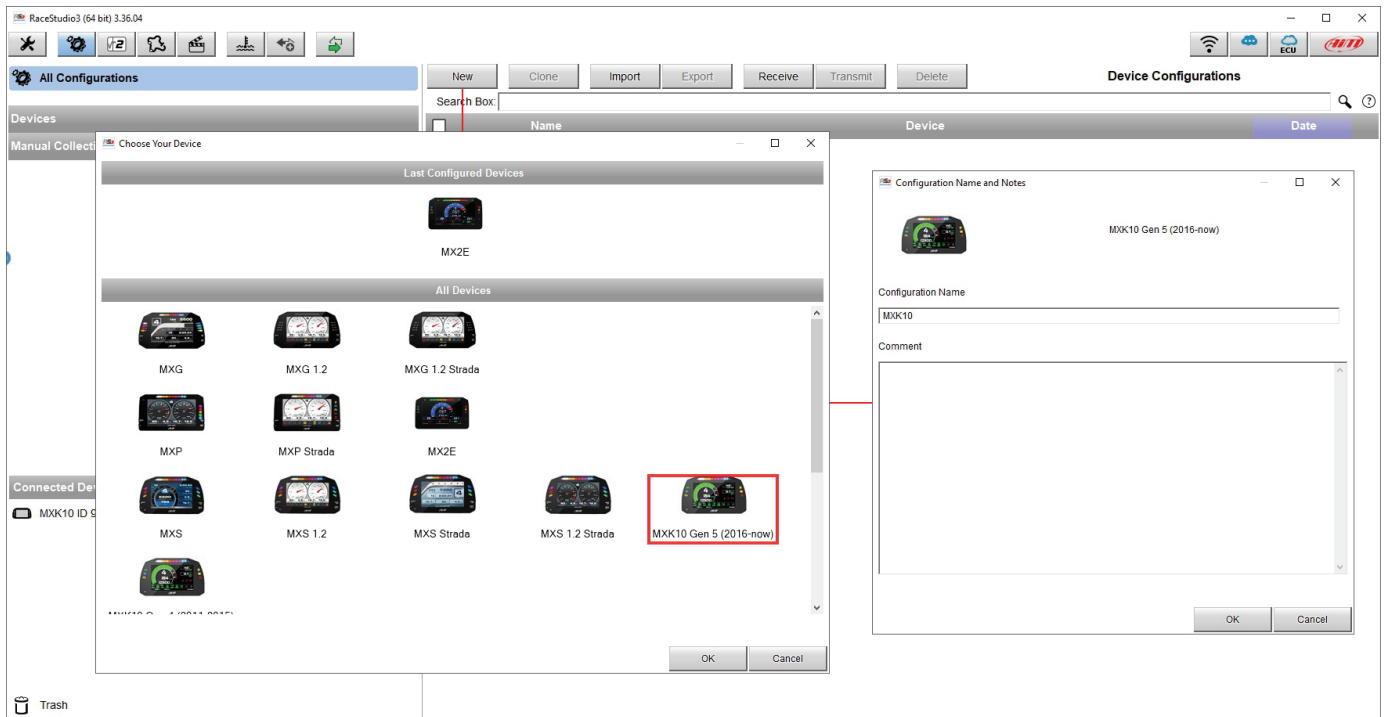 RaceStudio3 (64 bit) 3.36.04
ECU
AiM
All Configurations
New Clone Import Export Receive Transmit Delete Device Configurations
Search Box:
Devices
Name Device Date
Manual Collecti
Choose Your Device
Last Configured Devices
MX2E
All Devices
MXG MXG 1.2 MXG 1.2 Strada
MXP MXP Strada MX2E
MXS MXS 1.2 MXS Strada MXS 1.2 Strada MXK10 Gen 5 (2016-now)
OK Cancel
Configuration Name and Notes
MXK10 Gen 5 (2016-now)
Configuration Name
MXK10
Comment
OK Cancel
Connected De
MXK10 ID 9
Trash